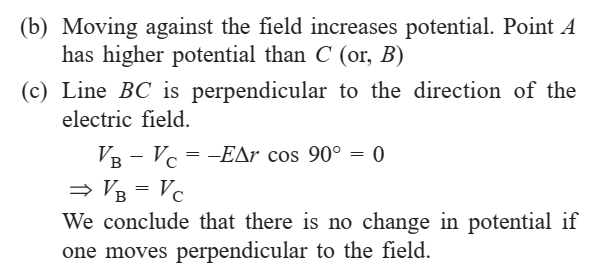 (b) Moving against the field increases potential. Point A
has higher potential than C (or, B)
(c) Line BC is perpendicular to the direction of the
electric field.
V_B – V_C = –EΔr cos 90° = 0
⇒ V_B = V_C
We conclude that there is no change in potential if
one moves perpendicular to the field.